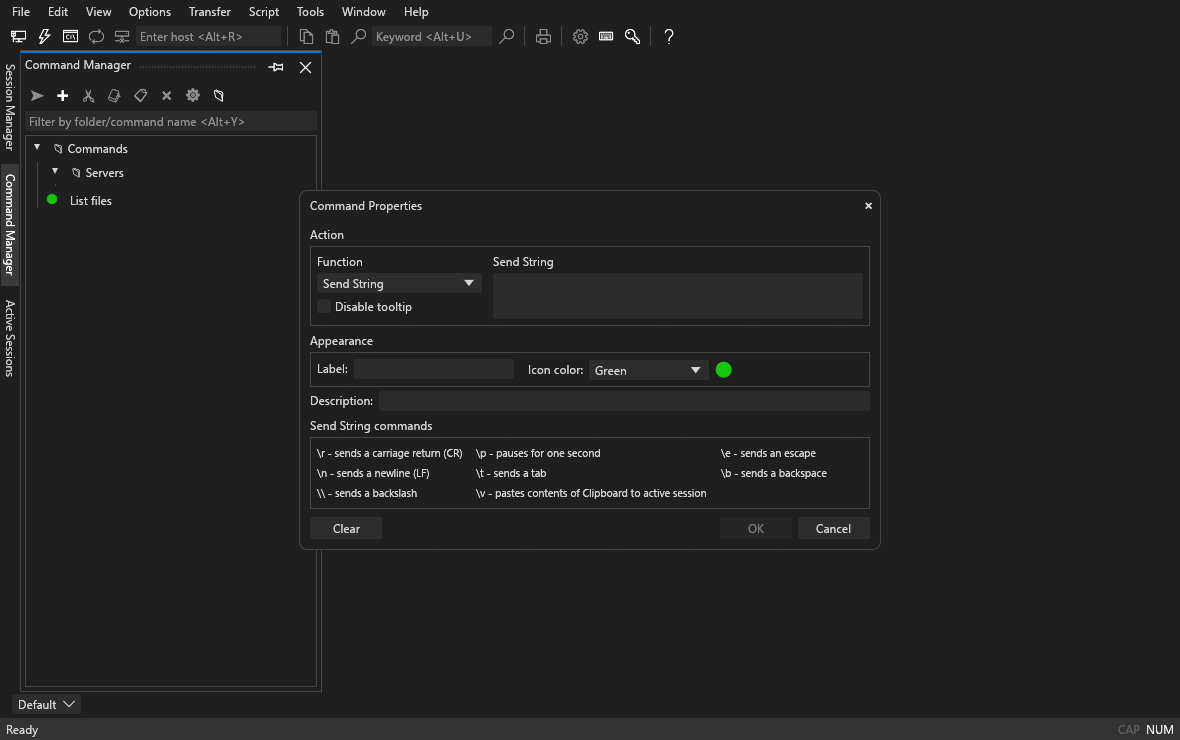 File Edit View Options Transfer Script Tools Window Help
Enter host <Alt+R>
Keyword <Alt+U>
Session Manager
Command Manager
Active Sessions
Command Manager
Filter by folder/command name <Alt+Y>
Commands
Servers
List files
Command Properties
Action
Function
Send String
Send String
Disable tooltip
Appearance
Label:
Icon color:
Green
Description:
Send String commands
\r - sends a carriage return (CR)
\p - pauses for one second
\e - sends an escape
\n - sends a newline (LF)
\t - sends a tab
\b - sends a backspace
\\ - sends a backslash
\v - pastes contents of Clipboard to active session
Clear
OK
Cancel
Default
Ready
CAP NUM